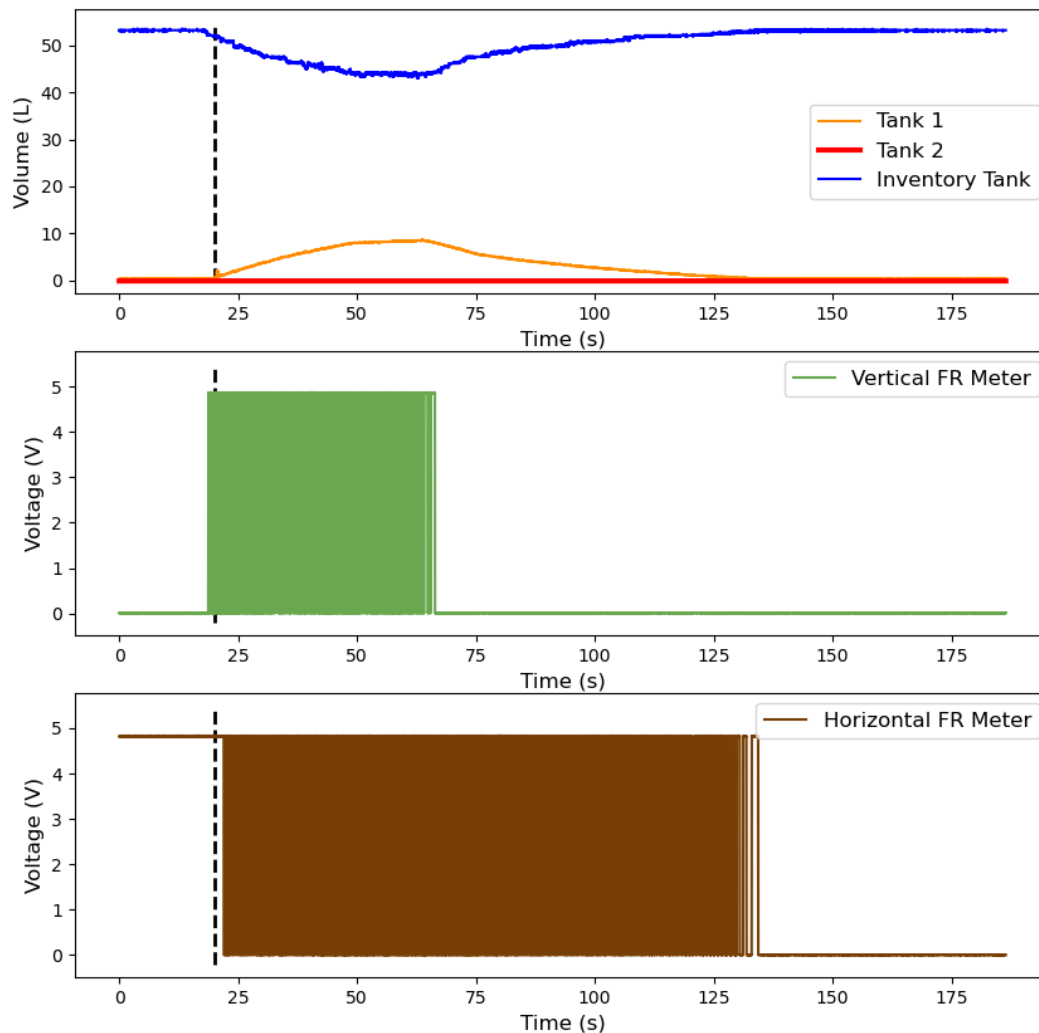 50
40
30
20
10
0
Volume (L)
Tank 1
Tank 2
Inventory Tank
0 25 50 75 100 125 150 175
Time (s)
5
4
3
2
1
0
Voltage (V)
Vertical FR Meter
0 25 50 75 100 125 150 175
Time (s)
5
4
3
2
1
0
Voltage (V)
Horizontal FR Meter
0 25 50 75 100 125 150 175
Time (s)